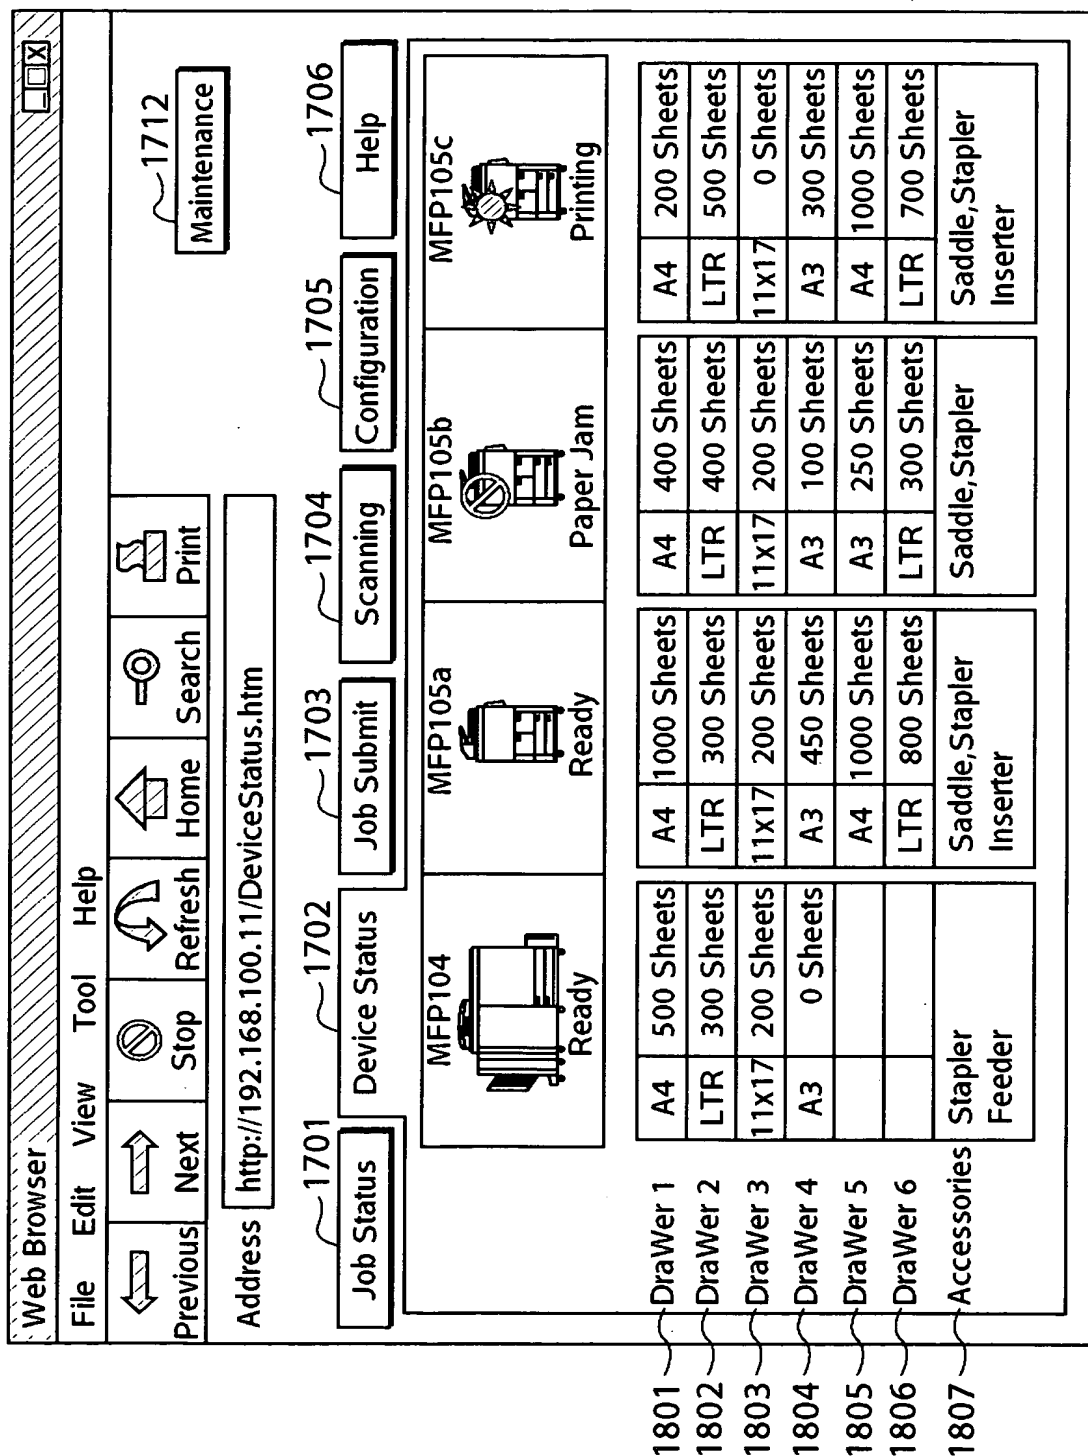 Web Browser
File Edit View Tool Help
Previous Next Stop Refresh Home Search Print
Address http://192.168.100.11/DeviceStatus.htm
1712
Maintenance
1701 1702 1703 1704 1705 1706
Job Status Device Status Job Submit Scanning Configuration Help
MFP104 MFP105a MFP105b MFP105c
Ready Ready Paper Jam Printing
1801 DraWer 1 A4 500 Sheets A4 1000 Sheets A4 400 Sheets A4 200 Sheets
1802 DraWer 2 LTR 300 Sheets LTR 300 Sheets LTR 400 Sheets LTR 500 Sheets
1803 DraWer 3 11x17 200 Sheets 11x17 200 Sheets 11x17 200 Sheets 11x17 0 Sheets
1804 DraWer 4 A3 0 Sheets A3 450 Sheets A3 100 Sheets A3 300 Sheets
1805 DraWer 5 A4 1000 Sheets A3 250 Sheets A4 1000 Sheets
1806 DraWer 6 LTR 800 Sheets LTR 300 Sheets LTR 700 Sheets
1807 Accessories Stapler Saddle,Stapler Saddle,Stapler Saddle,Stapler
Feeder Inserter Inserter